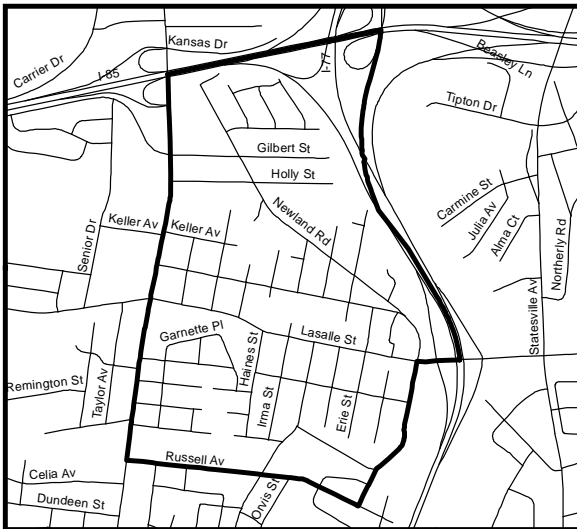 Kansas Dr
Carrier Dr
I-85
I-77
Beasley Ln
Tipton Dr
Gilbert St
Holly St
Carmine St
Julia Av
Alma Ct
Northerly Rd
Newland Rd
Keller Av
Keller Av
Senior Dr
Statesville Av
Garnette Pl
Lasalle St
Haines St
Remington St
Taylor Av
Irma St
Erie St
Russell Av
Celia Av
Orvis St
Dundeen St